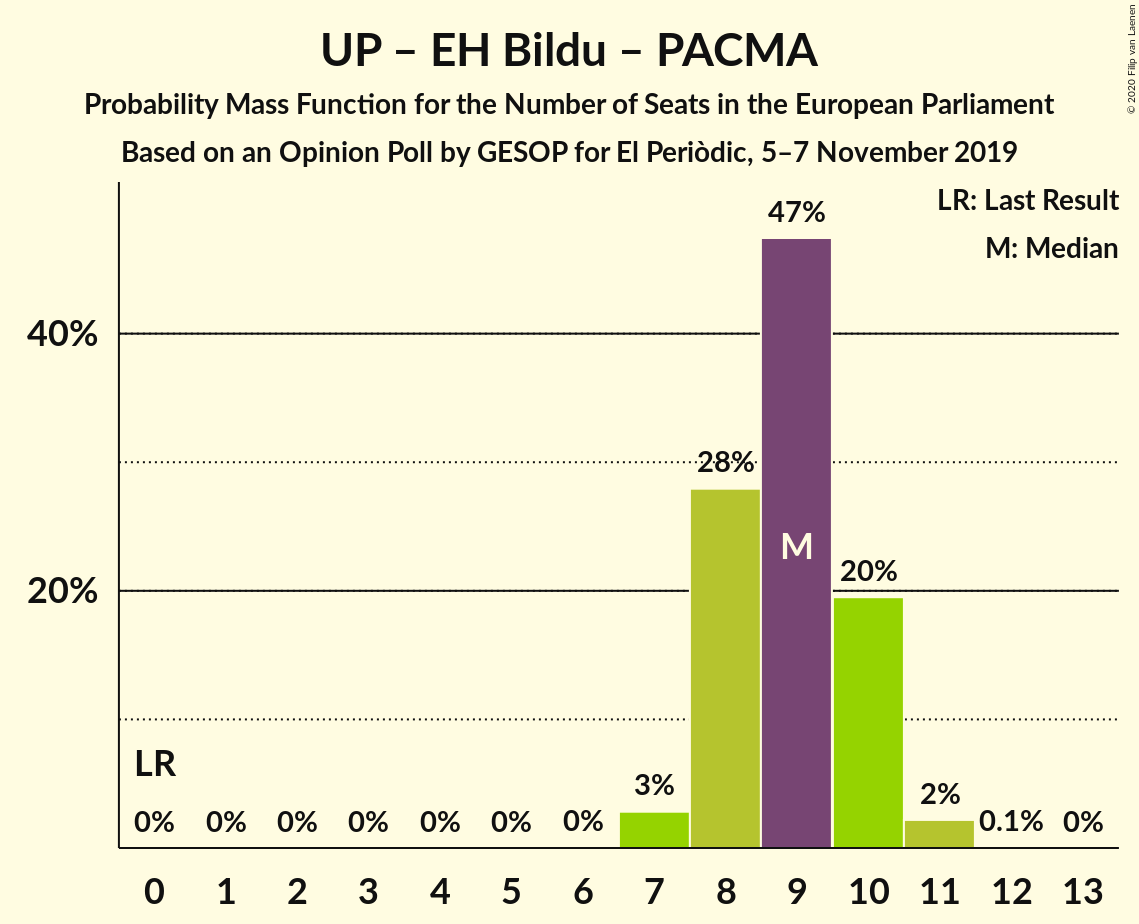 UP – EH Bildu – PACMA
Probability Mass Function for the Number of Seats in the European Parliament
Based on an Opinion Poll by GESOP for El Periòdic, 5–7 November 2019
© 2020 Filip van Laenen
LR: Last Result
M: Median
47%
40%
28%
M
20%
20%
LR
3%
2%
0% 0% 0% 0% 0% 0% 0% 0.1% 0%
0 1 2 3 4 5 6 7 8 9 10 11 12 13